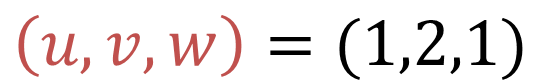 (u, v, w) = (1,2,1)